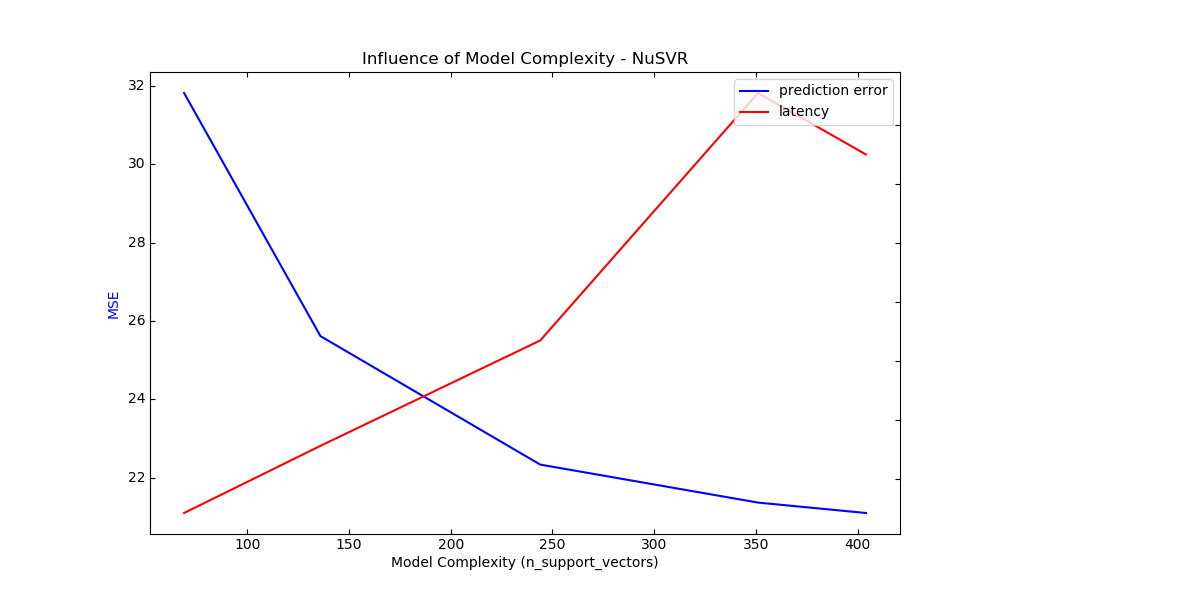 Influence of Model Complexity - NuSVR
prediction error
latency
32
30
28
26
24
22
MSE
100 150 200 250 300 350 400
Model Complexity (n_support_vectors)